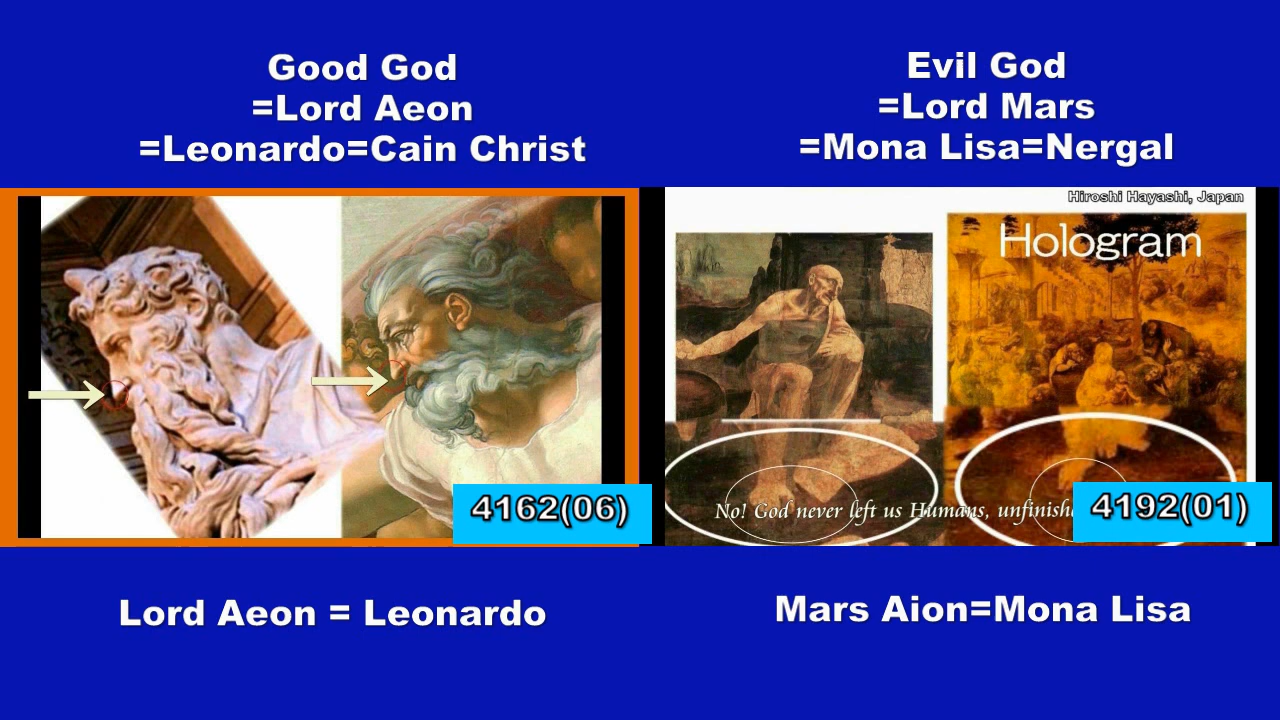 Good God
=Lord Aeon
=Leonardo=Cain Christ
Evil God
=Lord Mars
=Mona Lisa=Nergal
Hiroshi Hayashi, Japan
Hologram
4162(06)
No! God never left us Humans, unfinish
4192(01)
Lord Aeon = Leonardo
Mars Aion=Mona Lisa